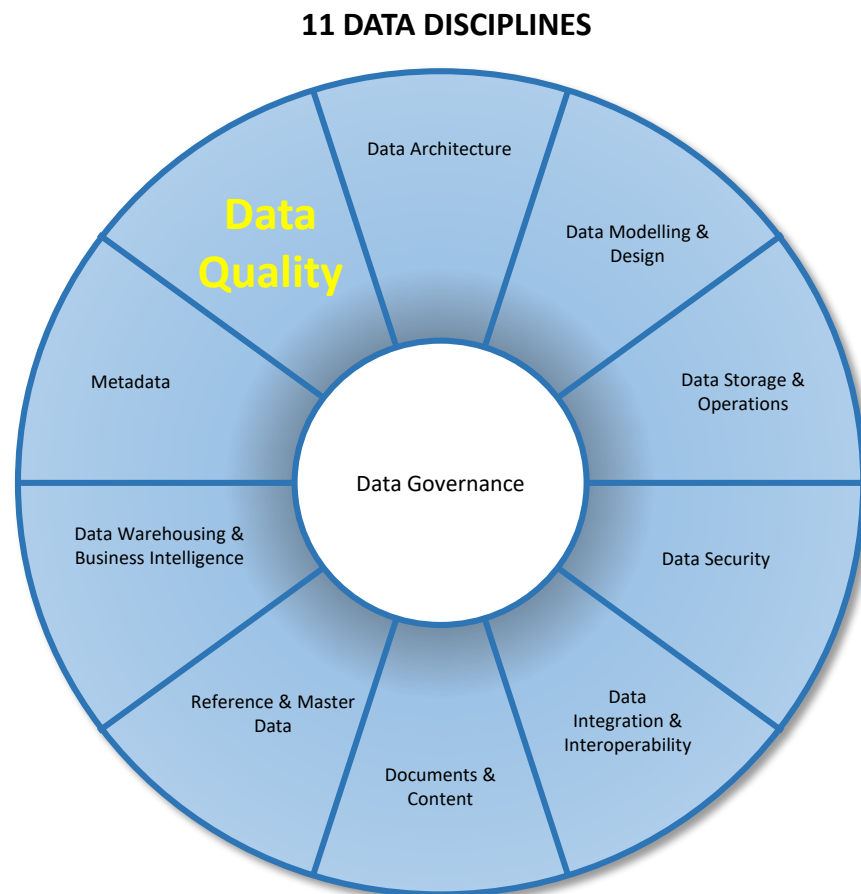 11 DATA DISCIPLINES
Data Architecture
Data Modelling &
Design
Data Storage &
Operations
Data Security
Data
Integration &
Interoperability
Documents &
Content
Reference & Master
Data
Data Warehousing &
Business Intelligence
Metadata
Data
Quality
Data Governance